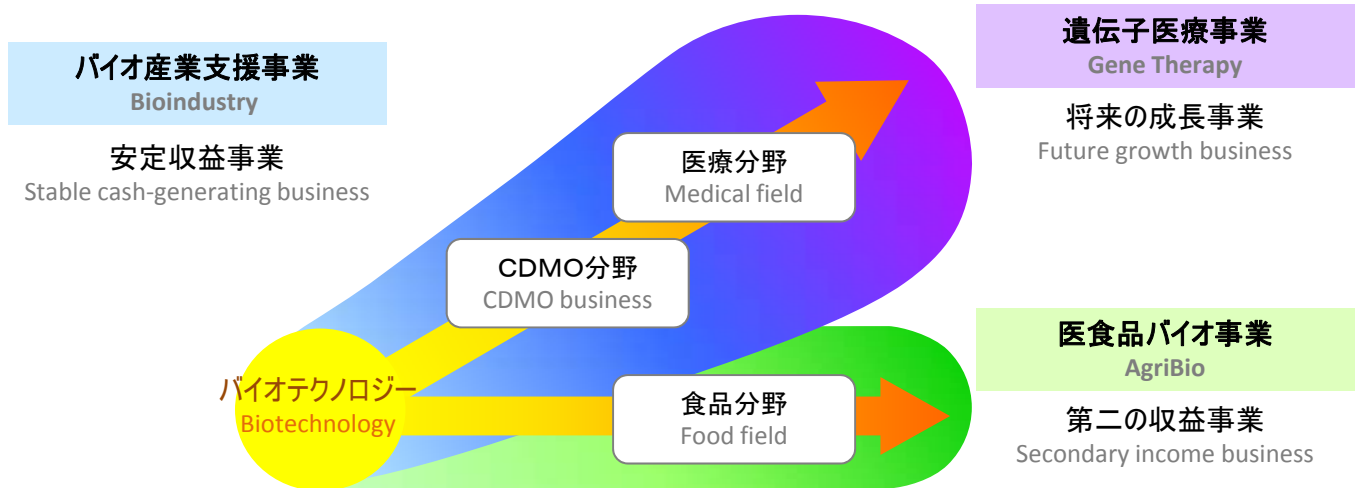 バイオ産業支援事業
Bioindustry
安定収益事業
Stable cash-generating business
遺伝子医療事業
Gene Therapy
将来の成長事業
Future growth business
医療分野
Medical field
CDMO分野
CDMO business
バイオテクノロジー
Biotechnology
食品分野
Food field
医食品バイオ事業
AgriBio
第二の収益事業
Secondary income business